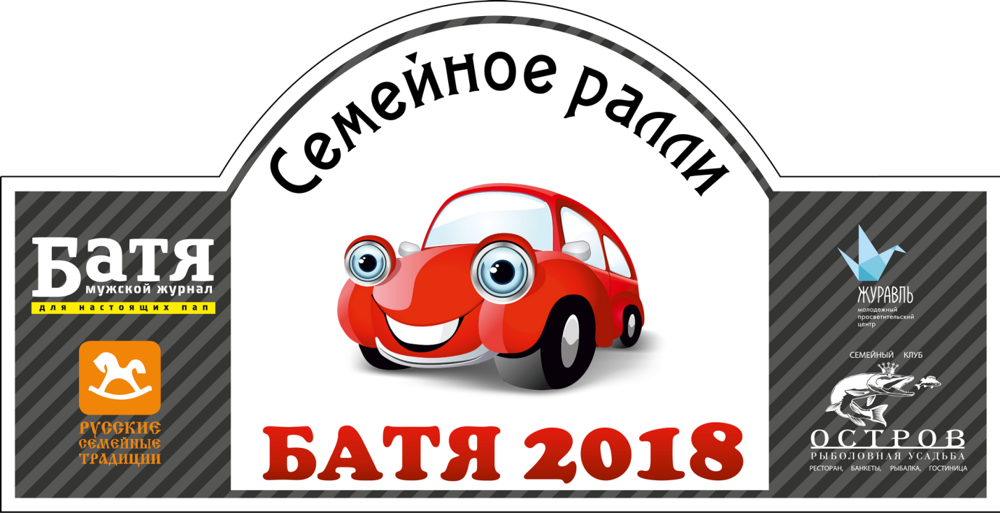 Семейное ралли
Батя
мужской журнал
для настоящих пап
РУССКИЕ
СЕМЕЙНЫЕ
ТРАДИЦИИ
ЖУРАВЛЬ
молодежный
просветительский
центр
СЕМЕЙНЫЙ КЛУБ
ОСТРОВ
РЫБОЛОВНАЯ УСАДЬБА
РЕСТОРАН, БАНКЕТЫ, РЫБАЛКА, ГОСТИНИЦА
БАТЯ 2018